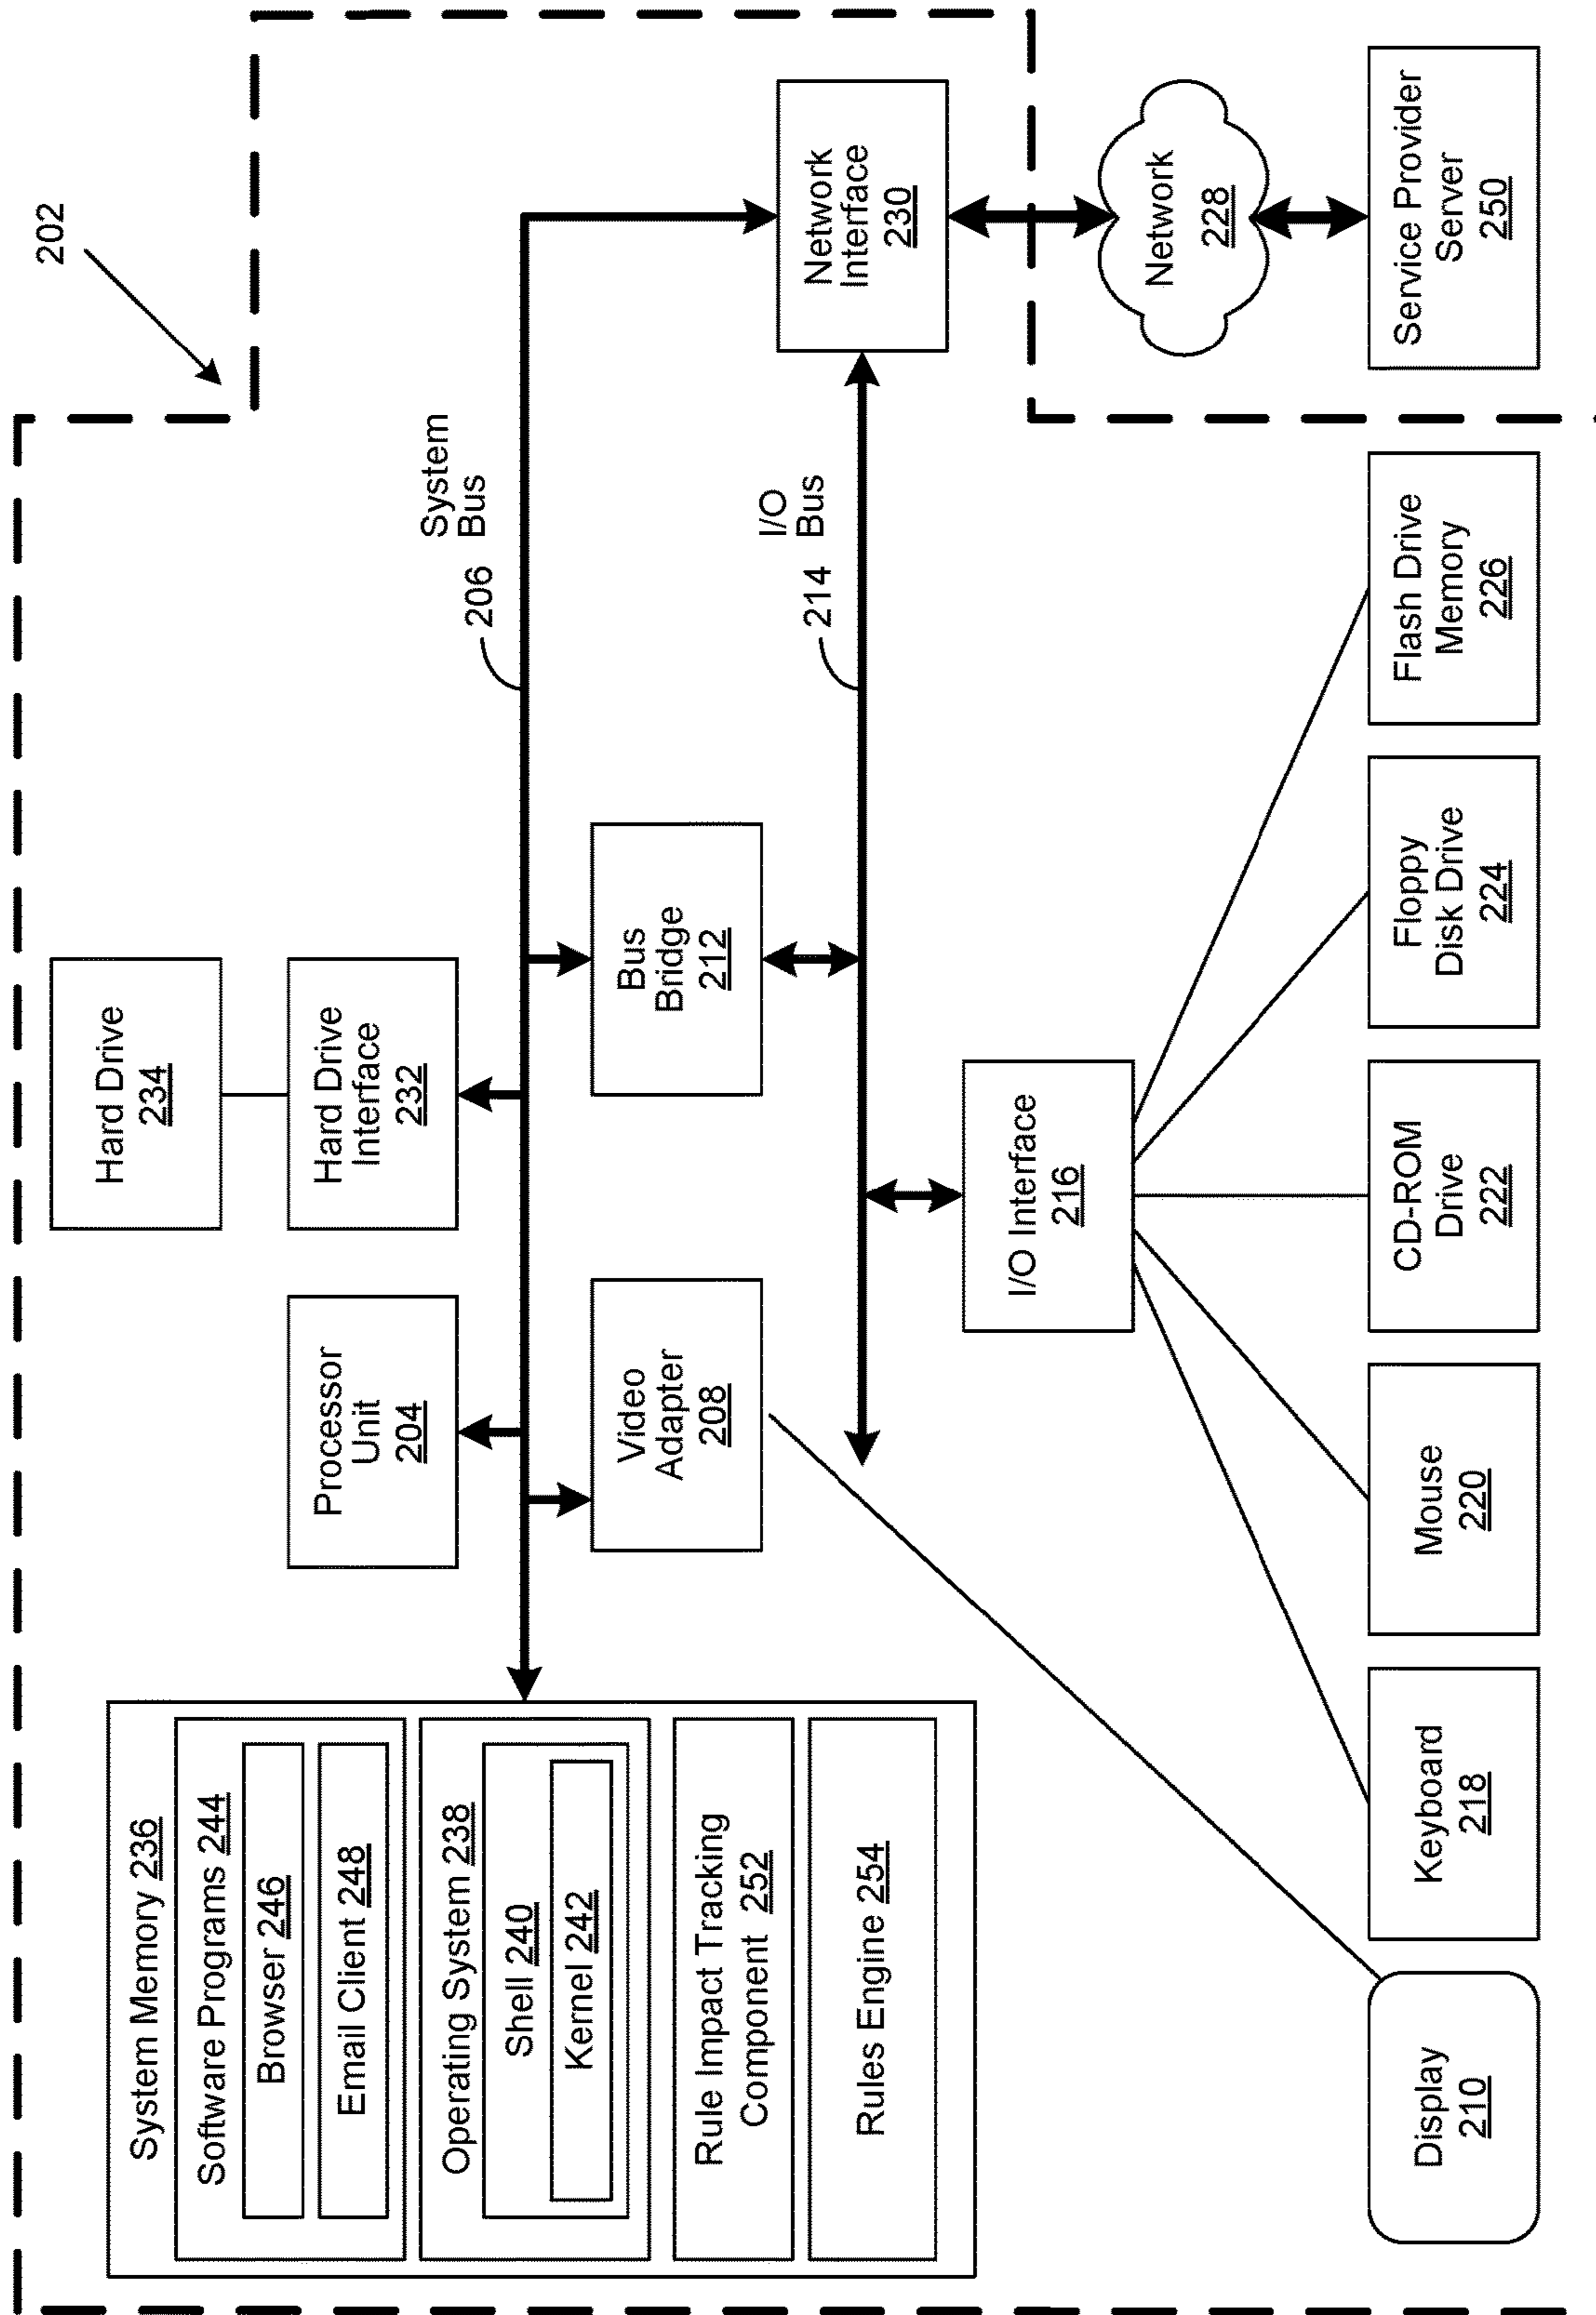 202
Hard Drive
234
Hard Drive
Interface
232
Processor
Unit
204
System Memory 236
Software Programs 244
Browser 246
Email Client 248
Operating System 238
Shell 240
Kernel 242
Rule Impact Tracking
Component 252
Rules Engine 254
206
System
Bus
Video
Adapter
208
Bus
Bridge
212
214
I/O
Bus
Network
Interface
230
I/O Interface
216
Network
228
Display
210
Keyboard
218
Mouse
220
CD-ROM
Drive
222
Floppy
Disk Drive
224
Flash Drive
Memory
226
Service Provider
Server
250